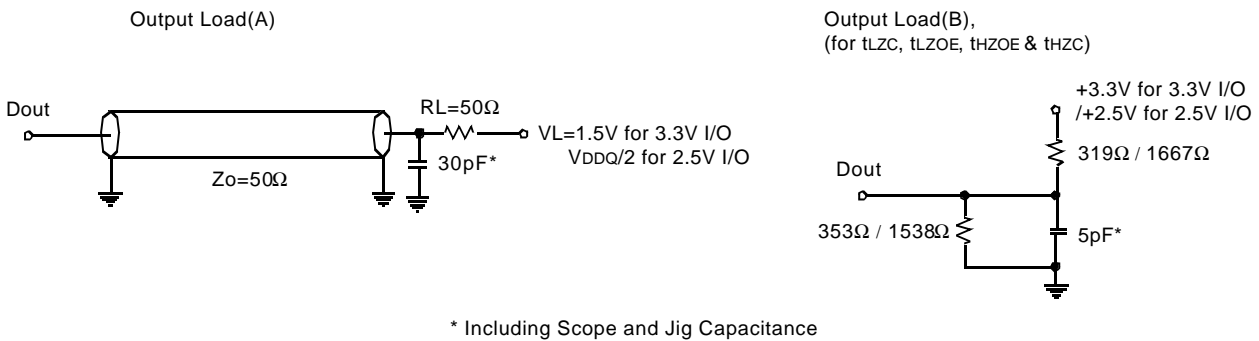 Output Load(A)
Dout
Zo=50Ω
RL=50Ω
30pF*
VL=1.5V for 3.3V I/O
VDDQ/2 for 2.5V I/O
Output Load(B),
(for tLZC, tLZOE, tHZOE & tHZC)
+3.3V for 3.3V I/O
/+2.5V for 2.5V I/O
319Ω / 1667Ω
Dout
353Ω / 1538Ω
5pF*
* Including Scope and Jig Capacitance